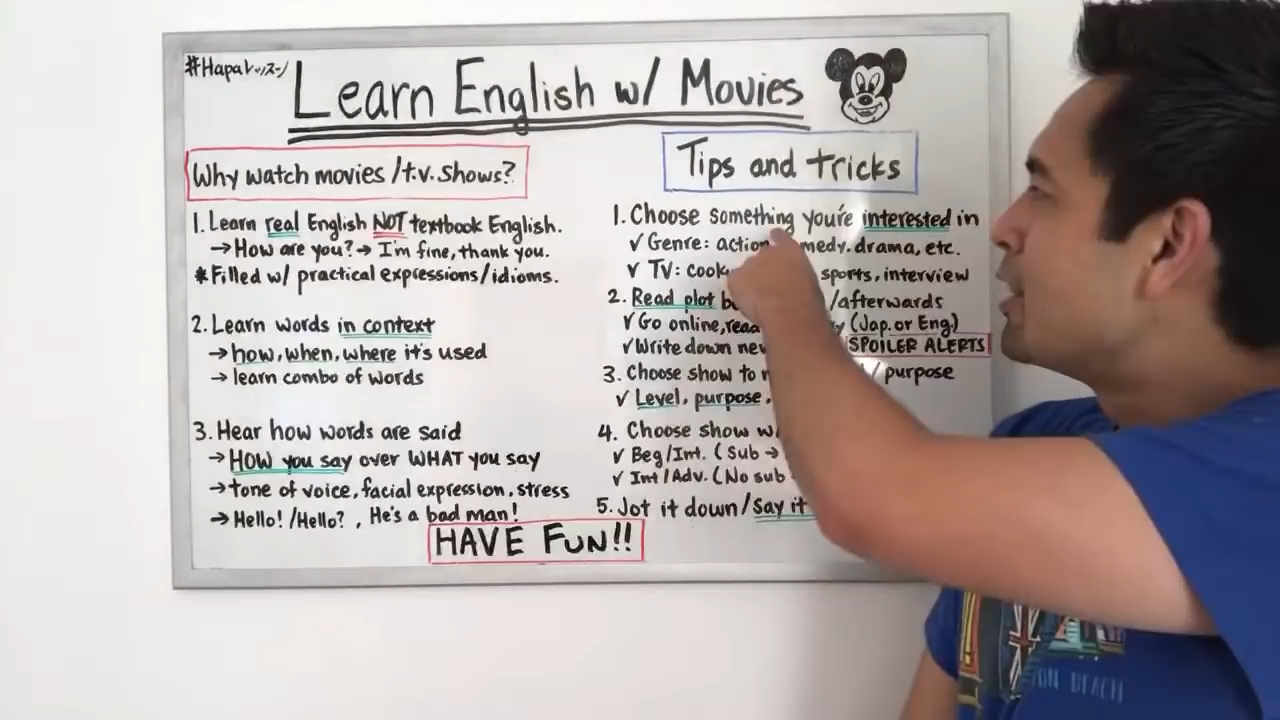 #Hapaレッスン
Learn English w/ Movies
Why watch movies/t.v. shows?
1. Learn real English NOT textbook English.
→ How are you? → I'm fine, thank you.
* Filled w/ practical expressions/idioms.
2. Learn words in context
→ how, when, where it's used
→ learn combo of words
3. Hear how words are said
→ HOW you say over WHAT you say
→ tone of voice, facial expression, stress
→ Hello! /Hello? , He's a bad man!
HAVE FUN!!
Tips and tricks
1. Choose something you're interested in
✓ Genre: action medy. drama, etc.
✓ TV: cook sports, interview
2. Read plot /afterwards
✓ Go online, read (Jap. or Eng.)
✓ Write down SPOILER ALERTS
3. Choose show to /purpose
✓ Level, purpose,
4. Choose show
✓ Beg/Int. (Sub →
✓ Int/Adv. (No sub
5. Jot it down/Say it
BEACH